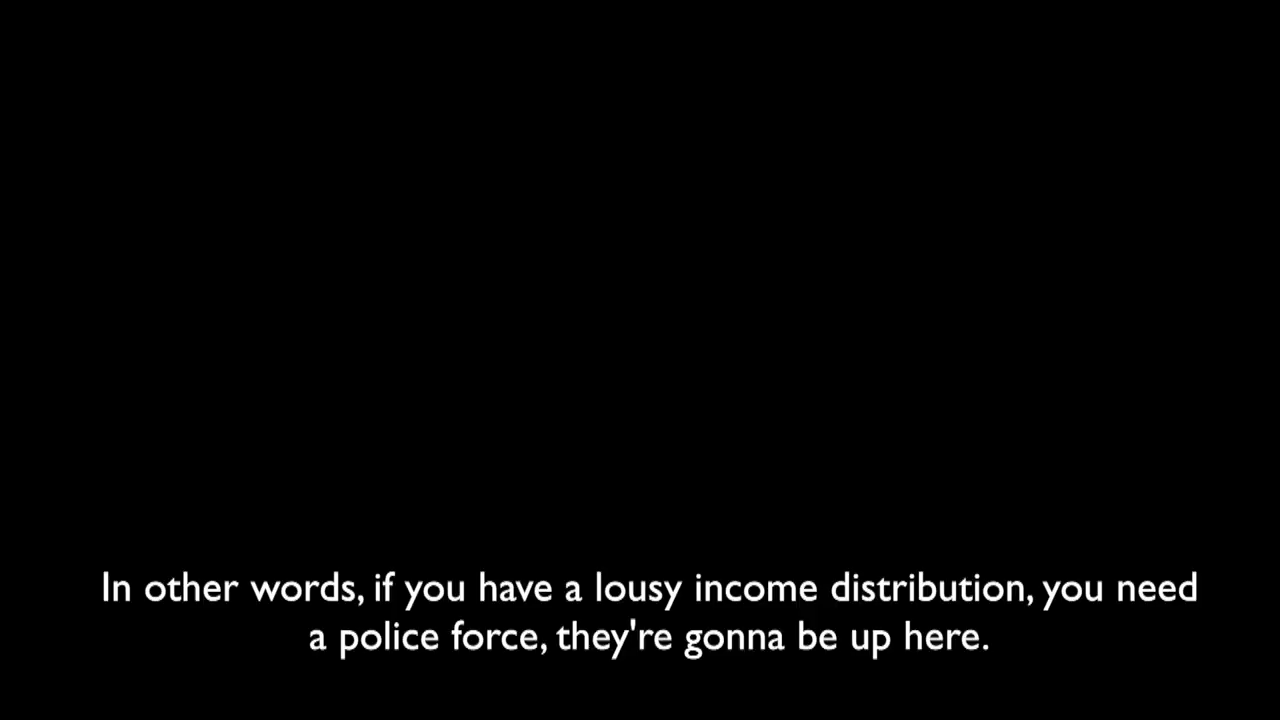 In other words, if you have a lousy income distribution, you need
a police force, they're gonna be up here.